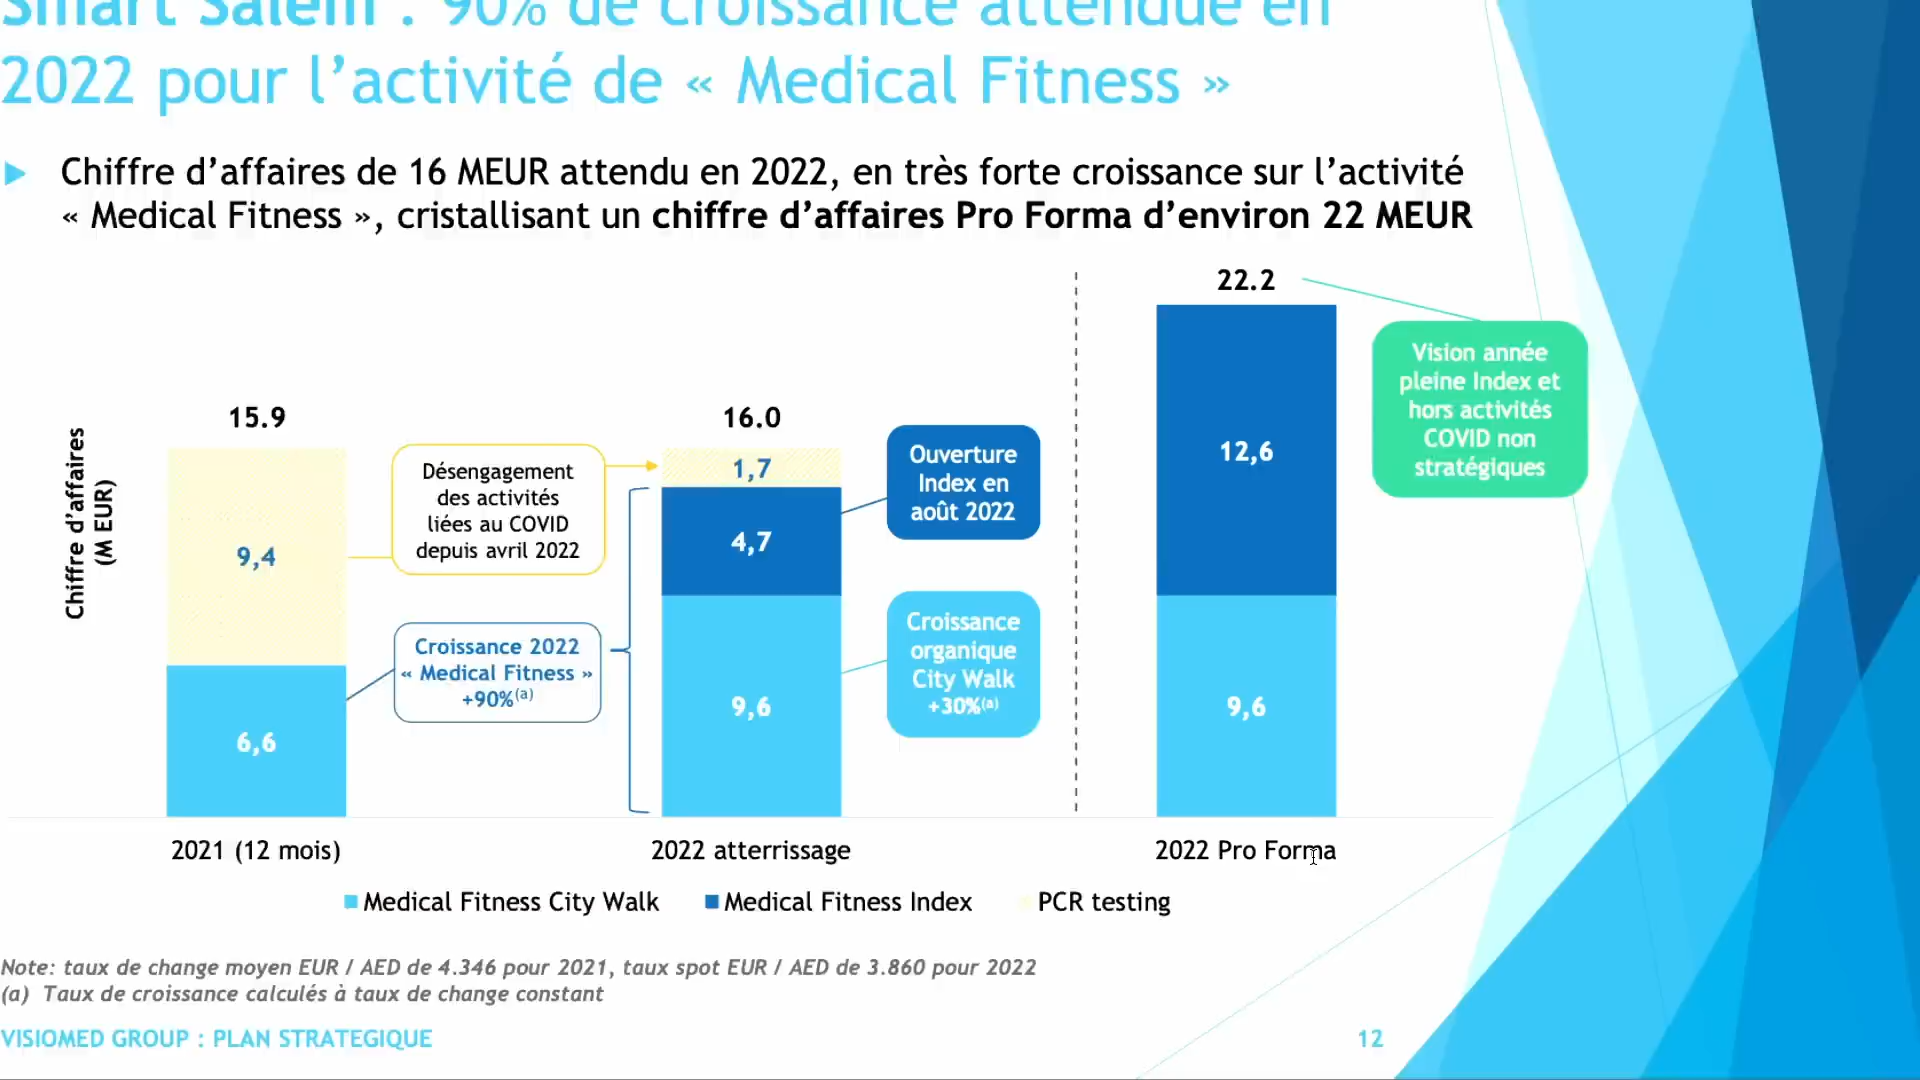 Smart Salem : 90% de croissance attendue en
2022 pour l’activité de « Medical Fitness »
Chiffre d’affaires de 16 MEUR attendu en 2022, en très forte croissance sur l’activité
« Medical Fitness », cristallisant un chiffre d’affaires Pro Forma d’environ 22 MEUR
Chiffre d’affaires
(M EUR)
15.9
9,4
6,6
Désengagement
des activités
liées au COVID
depuis avril 2022
Croissance 2022
« Medical Fitness »
+90%(a)
16.0
1,7
4,7
9,6
Ouverture
Index en
août 2022
Croissance
organique
City Walk
+30%(a)
22.2
12,6
9,6
Vision année
pleine Index et
hors activités
COVID non
stratégiques
2021 (12 mois)
2022 atterrissage
2022 Pro Forma
Medical Fitness City Walk
Medical Fitness Index
PCR testing
Note: taux de change moyen EUR / AED de 4.346 pour 2021, taux spot EUR / AED de 3.860 pour 2022
(a) Taux de croissance calculés à taux de change constant
VISIOMED GROUP : PLAN STRATEGIQUE
12